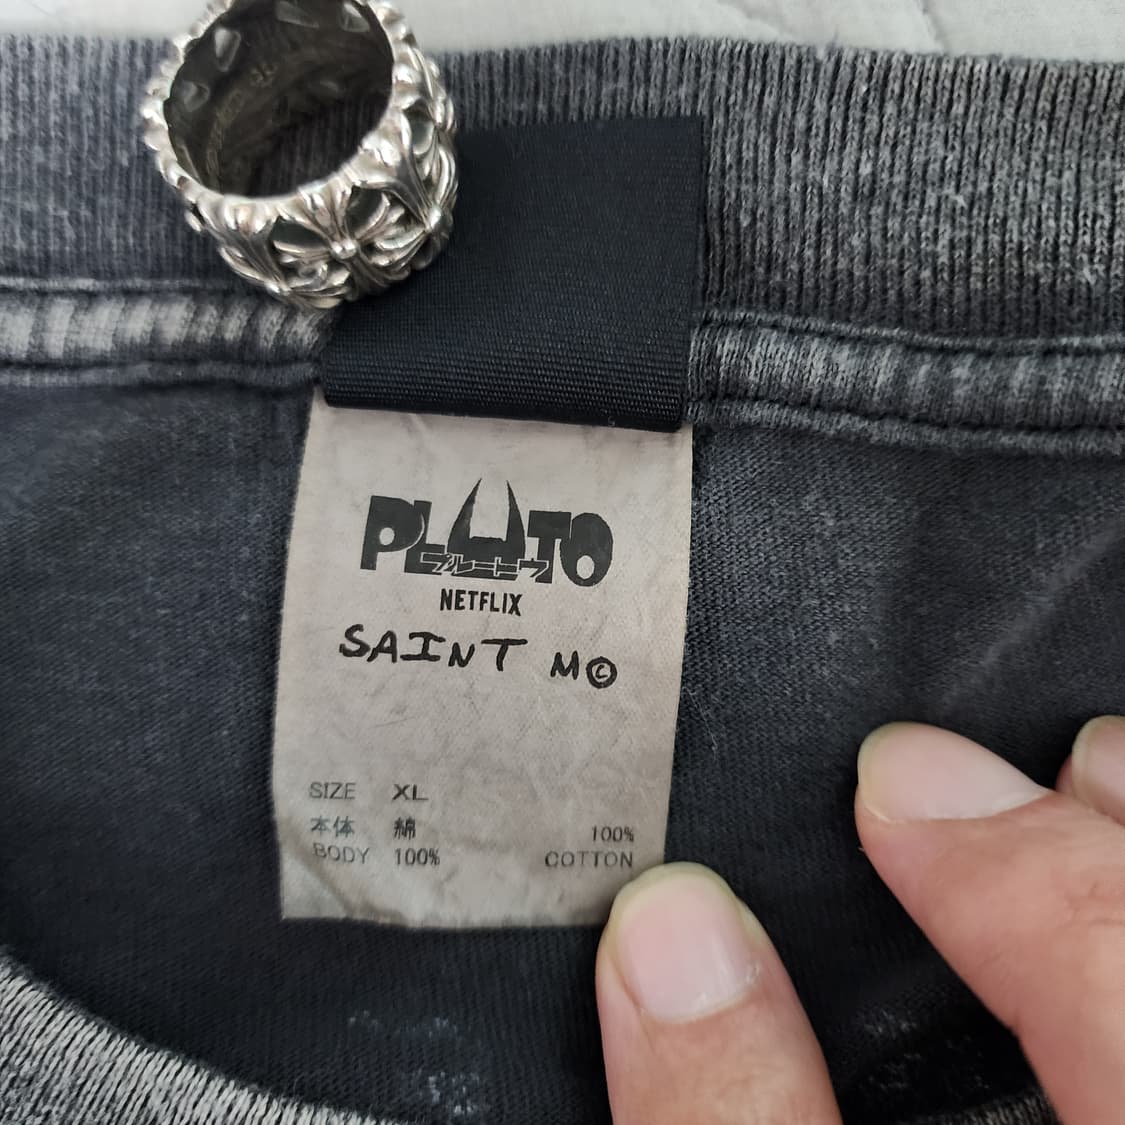 PLUTO
プルートウ
NETFLIX
SAINT M©
SIZE XL
本体 綿 100%
BODY 100% COTTON